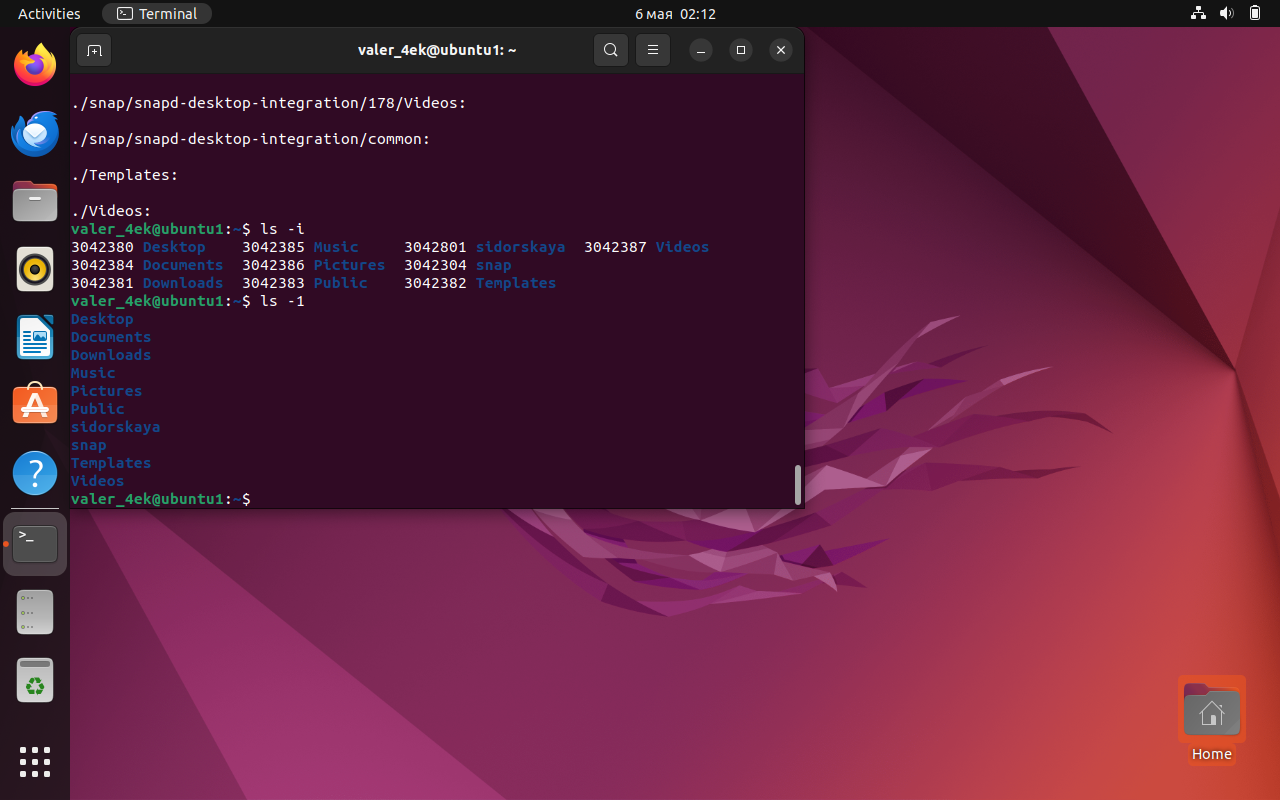 Activities
Terminal
6 мая 02:12
valer_4ek@ubuntu1: ~
./snap/snapd-desktop-integration/178/Videos:
./snap/snapd-desktop-integration/common:
./Templates:
./Videos:
valer_4ek@ubuntu1:~$ ls -i
3042380 Desktop 3042385 Music 3042801 sidorskaya 3042387 Videos
3042384 Documents 3042386 Pictures 3042304 snap
3042381 Downloads 3042383 Public 3042382 Templates
valer_4ek@ubuntu1:~$ ls -1
Desktop
Documents
Downloads
Music
Pictures
Public
sidorskaya
snap
Templates
Videos
valer_4ek@ubuntu1:~$
>_
Home